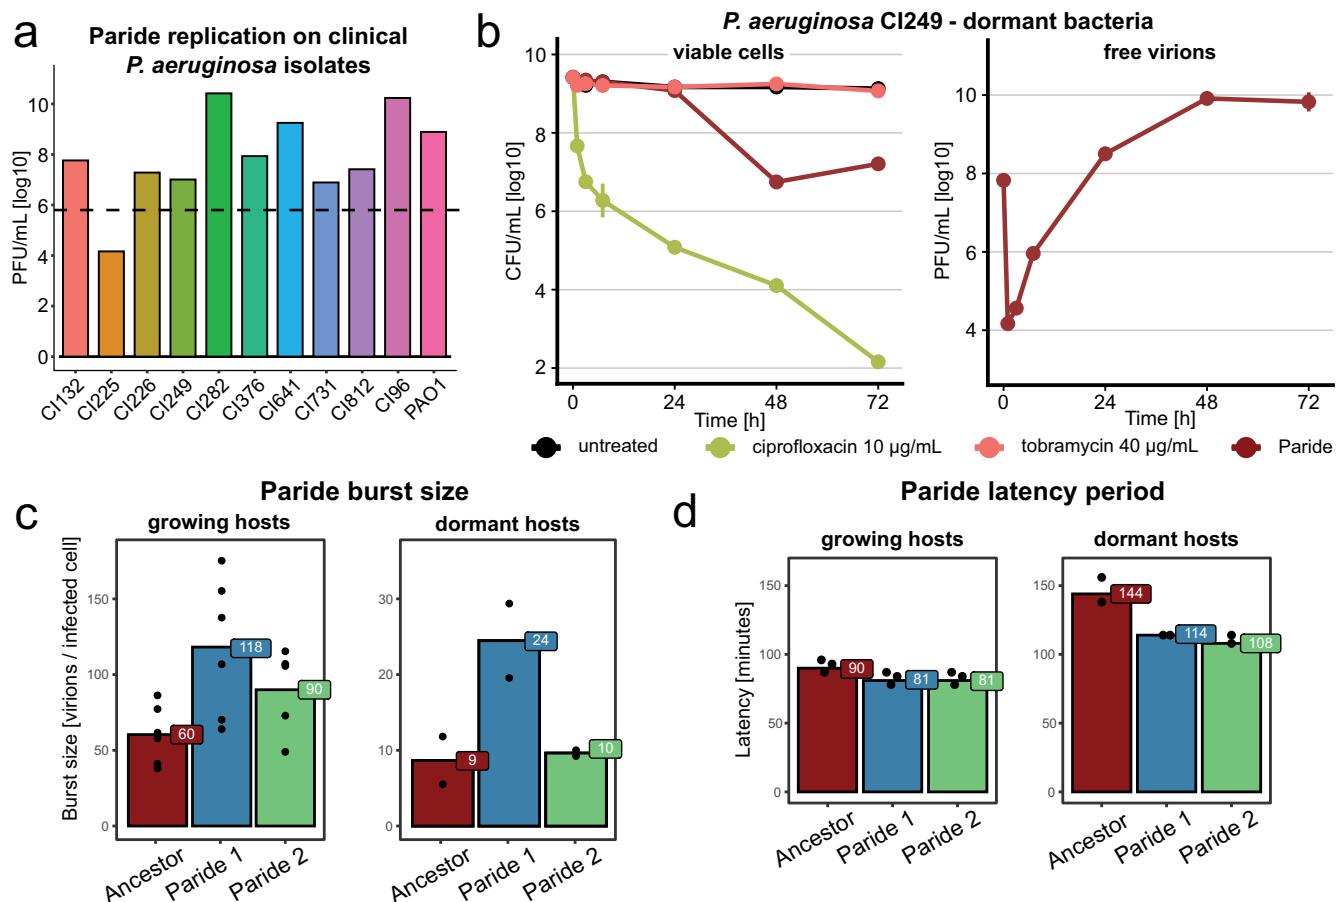 a
Paride replication on clinical
P. aeruginosa isolates
PFU/mL [log10]
10
8
6
4
2
0
CI132
CI225
CI226
CI249
CI282
CI376
CI641
CI731
CI812
CI96
PAO1
b
P. aeruginosa CI249 - dormant bacteria
viable cells
CFU/mL [log10]
10
8
6
4
2
0
24
48
72
Time [h]
free virions
PFU/mL [log10]
10
8
6
4
0
24
48
72
Time [h]
untreated
ciprofloxacin 10 µg/mL
tobramycin 40 µg/mL
Paride
c
Paride burst size
growing hosts
Burst size [virions / infected cell]
150
100
50
0
60
118
90
Ancestor
Paride 1
Paride 2
dormant hosts
30
20
10
0
9
24
10
Ancestor
Paride 1
Paride 2
d
Paride latency period
growing hosts
Latency [minutes]
150
100
50
0
90
81
81
Ancestor
Paride 1
Paride 2
dormant hosts
150
100
50
0
144
114
108
Ancestor
Paride 1
Paride 2